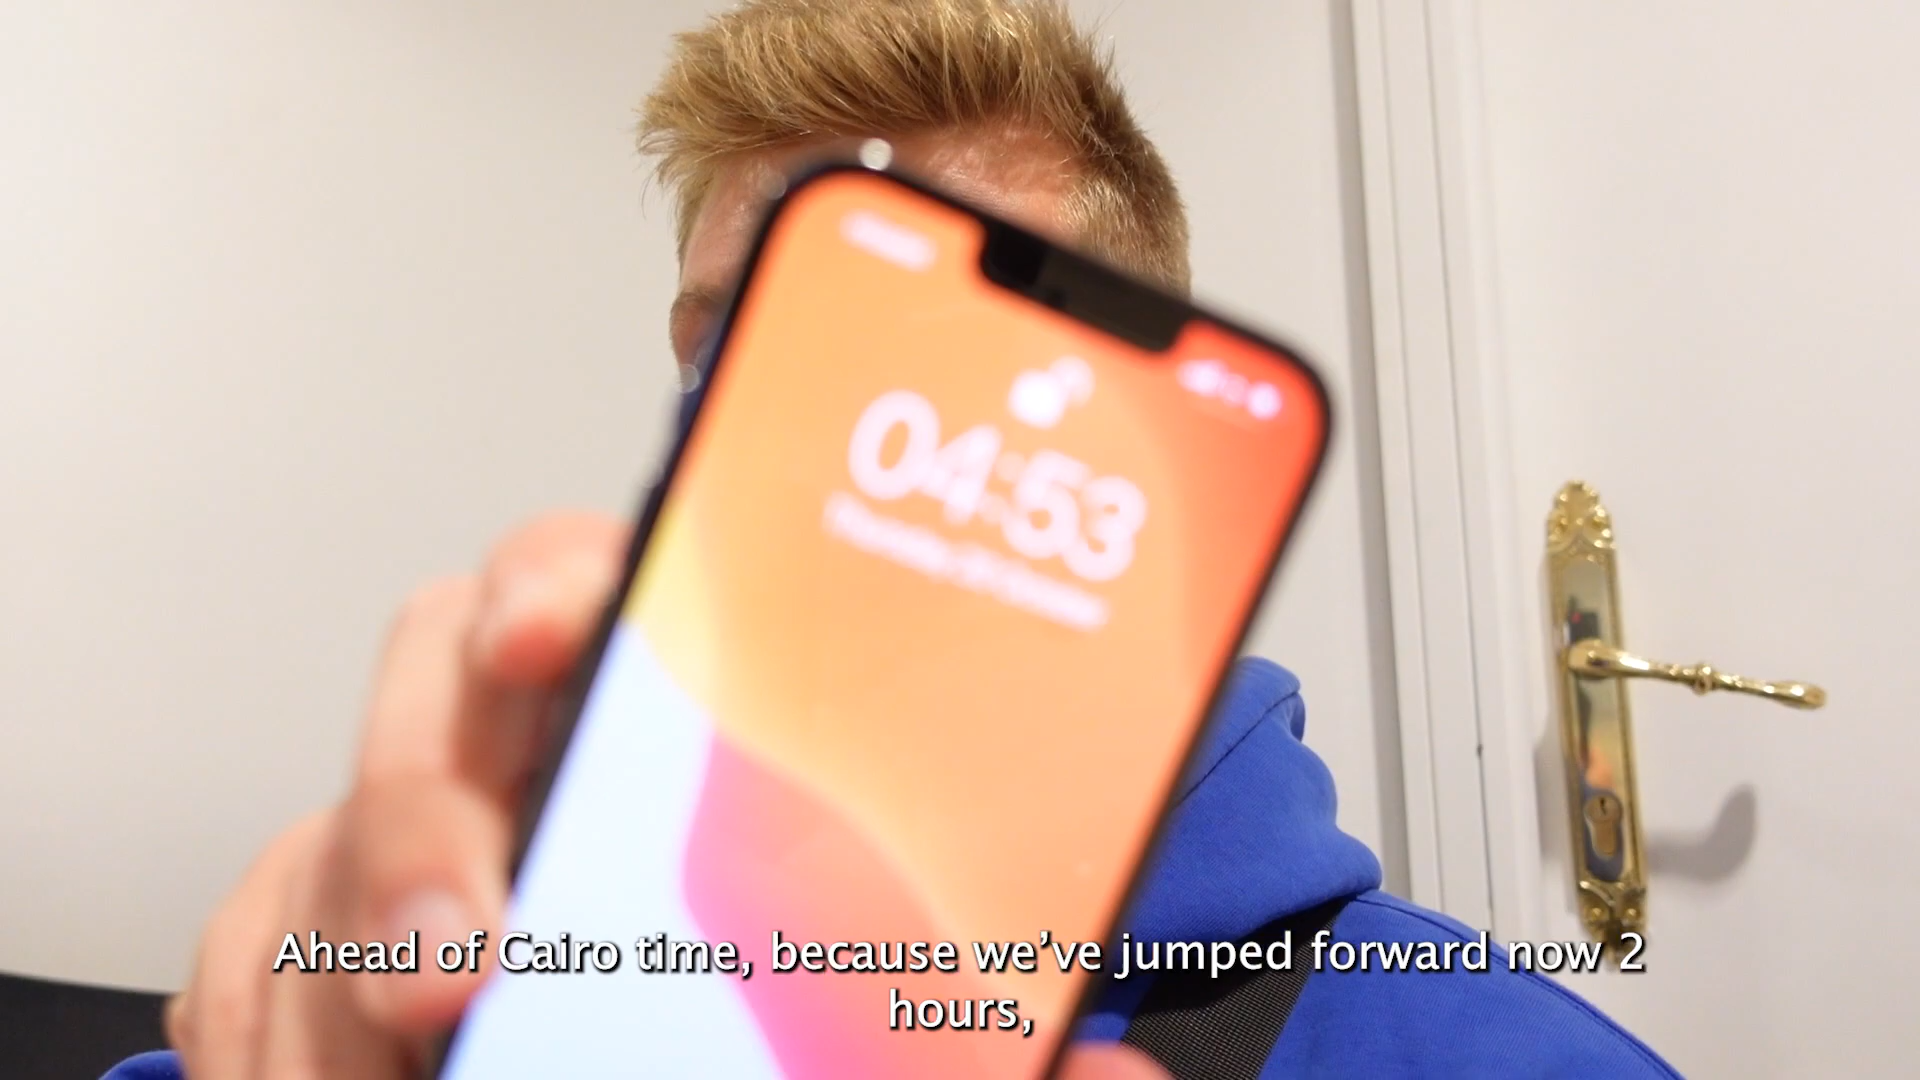 04:53
Ahead of Cairo time, because we’ve jumped forward now 2
hours,